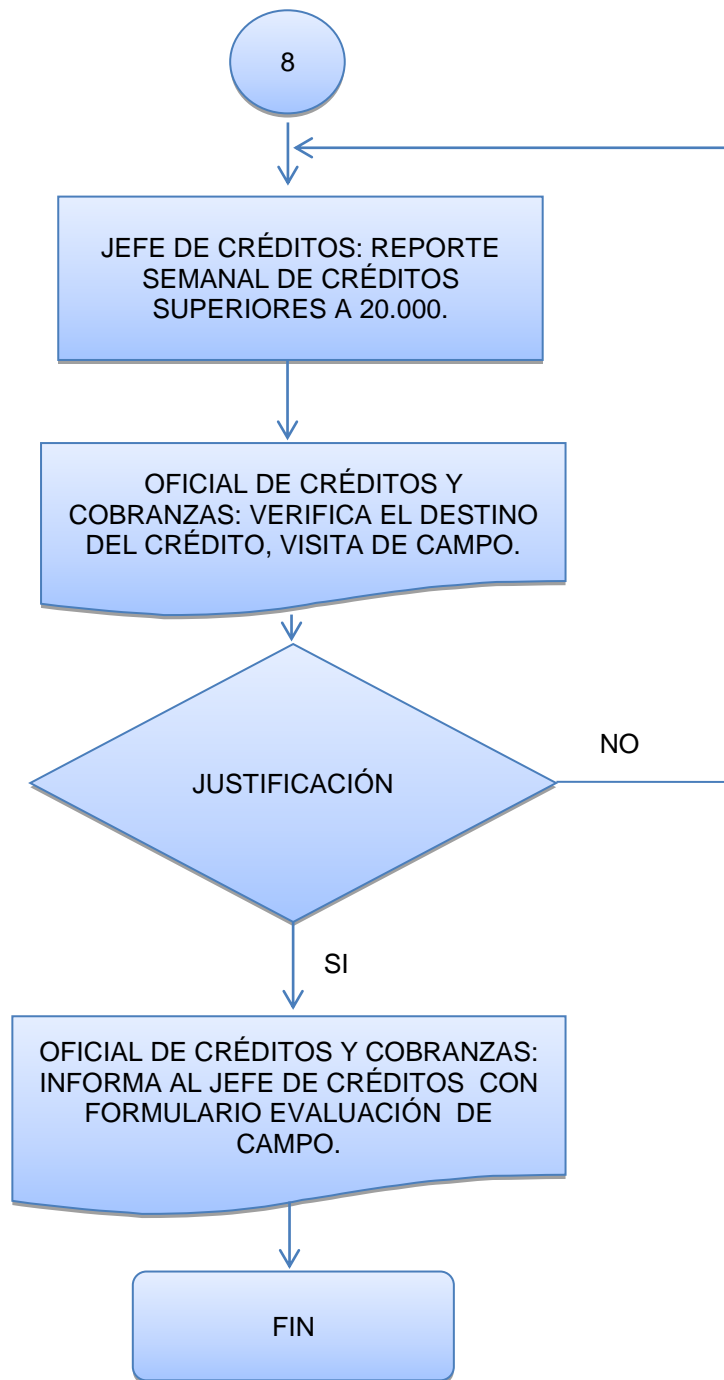 8
JEFE DE CRÉDITOS: REPORTE
SEMANAL DE CRÉDITOS
SUPERIORES A 20.000.
OFICIAL DE CRÉDITOS Y
COBRANZAS: VERIFICA EL DESTINO
DEL CRÉDITO, VISITA DE CAMPO.
NO
JUSTIFICACIÓN
SI
OFICIAL DE CRÉDITOS Y COBRANZAS:
INFORMA AL JEFE DE CRÉDITOS  CON
FORMULARIO EVALUACIÓN  DE
CAMPO.
FIN